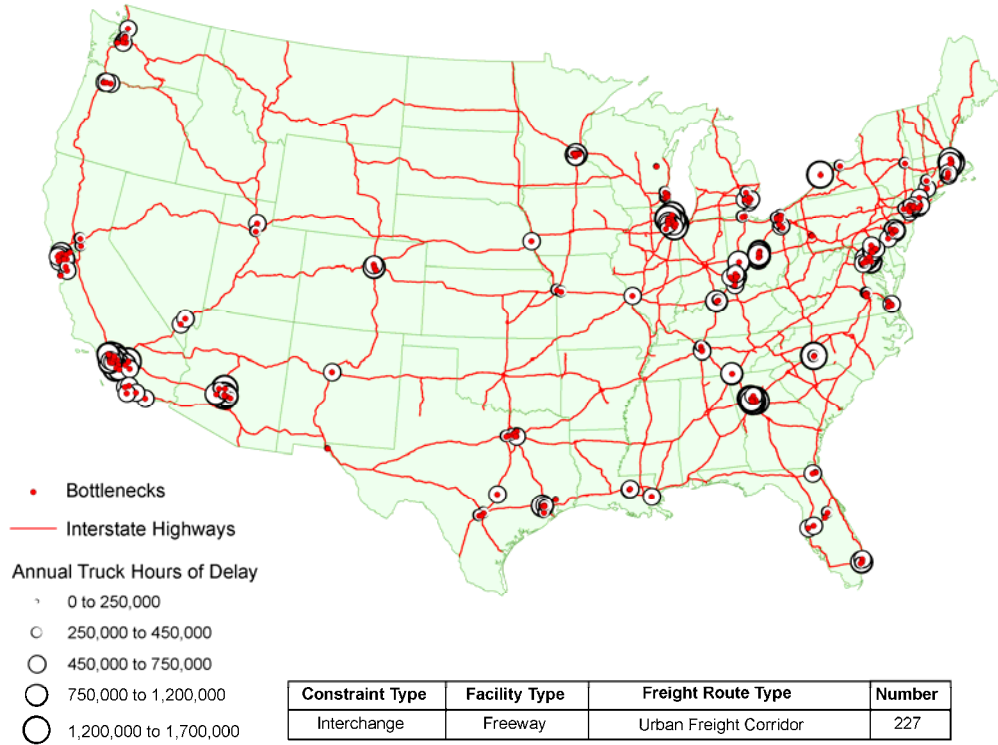 Bottlenecks
Interstate Highways
Annual Truck Hours of Delay
0 to 250,000
250,000 to 450,000
450,000 to 750,000
750,000 to 1,200,000
1,200,000 to 1,700,000
Constraint Type Facility Type Freight Route Type Number
Interchange Freeway Urban Freight Corridor 227